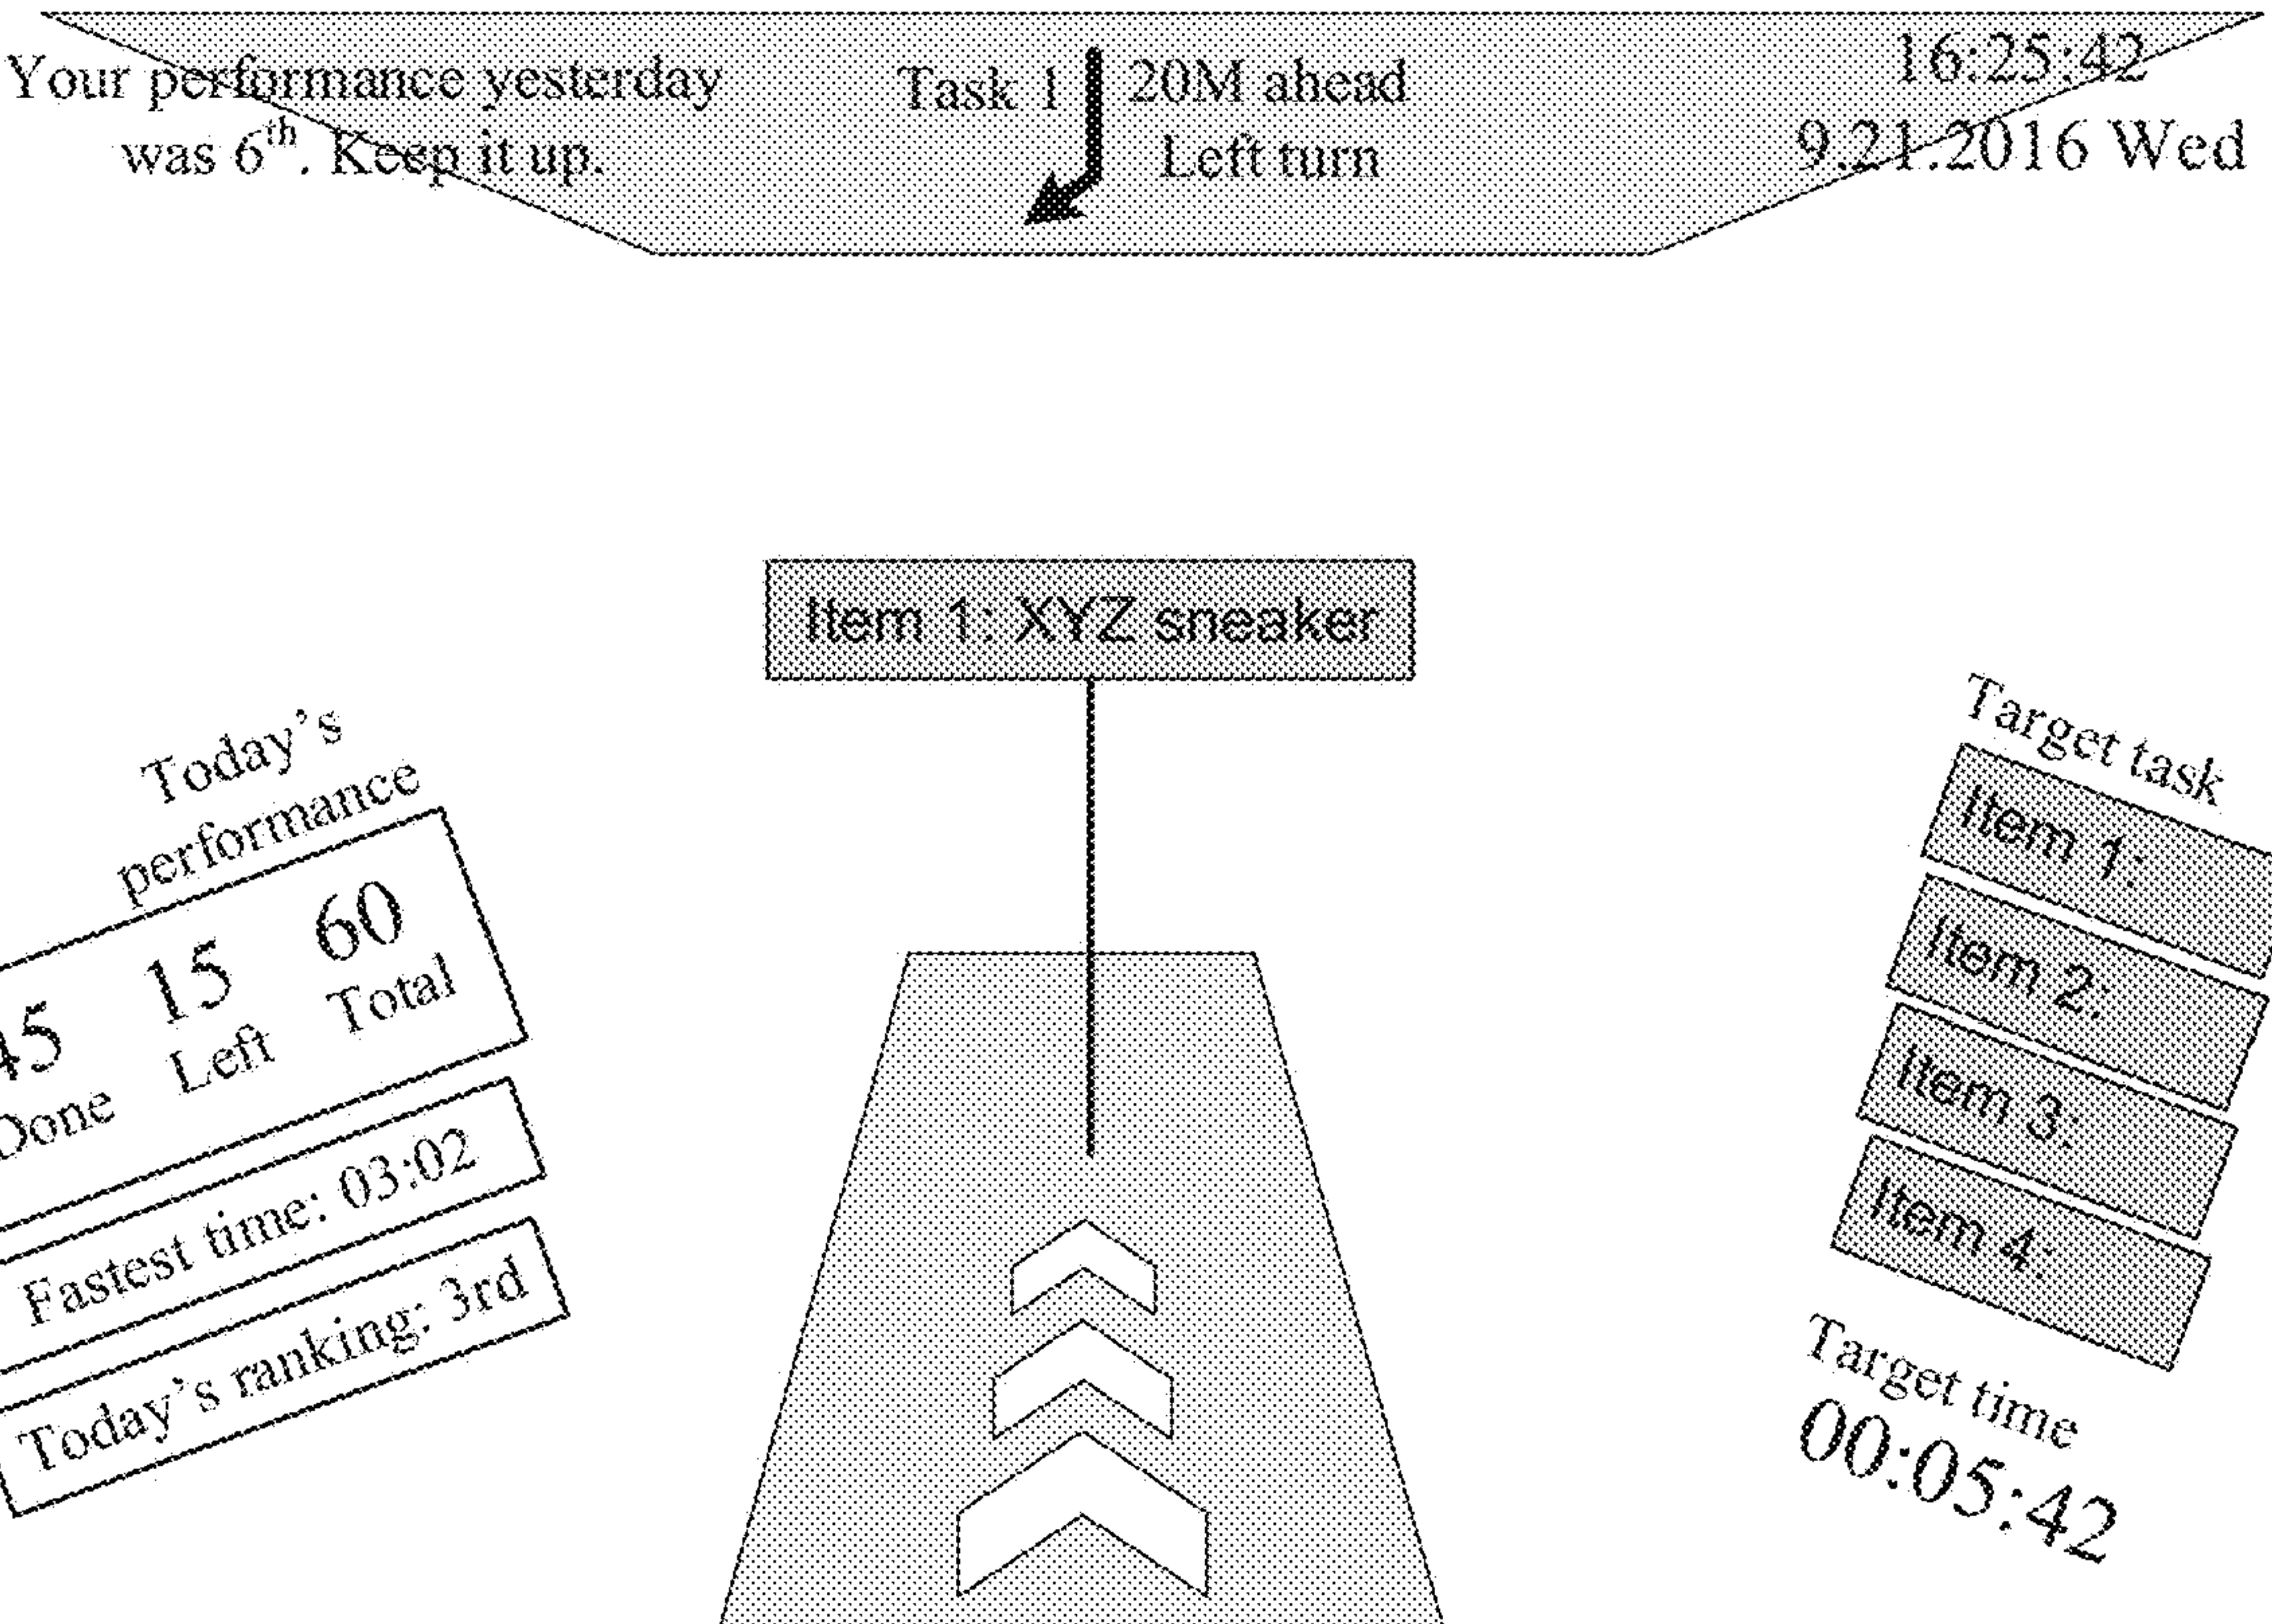 Your performance yesterday
was 6th. Keep it up.
Task 1
20M ahead
Left turn
16:25:42
9.21.2016 Wed
Item 1: XYZ sneaker
Today's
performance
45 15 60
Done Left Total
Fastest time: 03:02
Today's ranking: 3rd
Target task
Item 1:
Item 2:
Item 3:
Item 4:
Target time
00:05:42